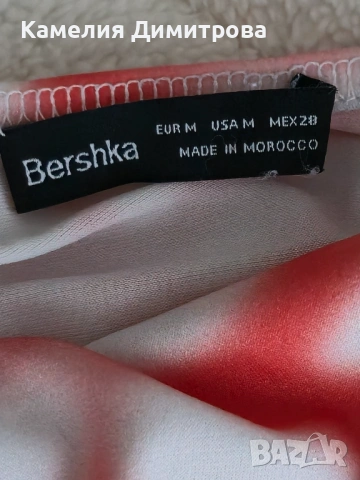 Камелия Димитрова
Bershka
EUR M USA M MEX 28
MADE IN MOROCCO
BAZAR